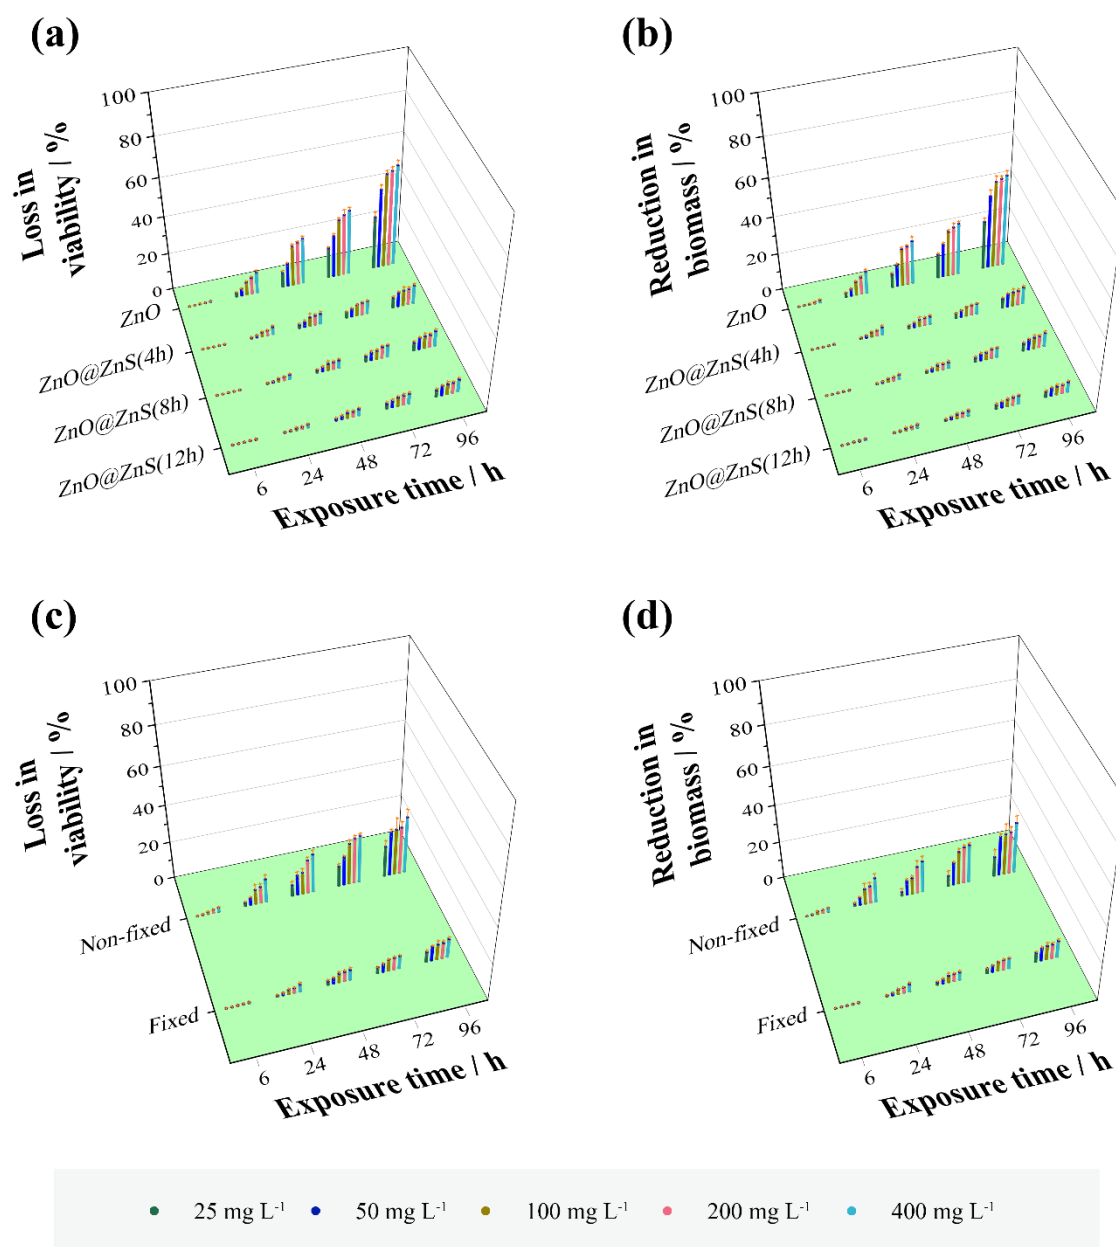 (a)
Loss in
viability / %
100
80
60
40
20
0
ZnO
ZnO@ZnS(4h)
ZnO@ZnS(8h)
ZnO@ZnS(12h)
6
24
48
72
96
Exposure time / h
(b)
Reduction in
biomass / %
100
80
60
40
20
0
ZnO
ZnO@ZnS(4h)
ZnO@ZnS(8h)
ZnO@ZnS(12h)
6
24
48
72
96
Exposure time / h
(c)
Loss in
viability / %
100
80
60
40
20
0
Non-fixed
Fixed
6
24
48
72
96
Exposure time / h
(d)
Reduction in
biomass / %
100
80
60
40
20
0
Non-fixed
Fixed
6
24
48
72
96
Exposure time / h
25 mg L⁻¹ 50 mg L⁻¹ 100 mg L⁻¹ 200 mg L⁻¹ 400 mg L⁻¹